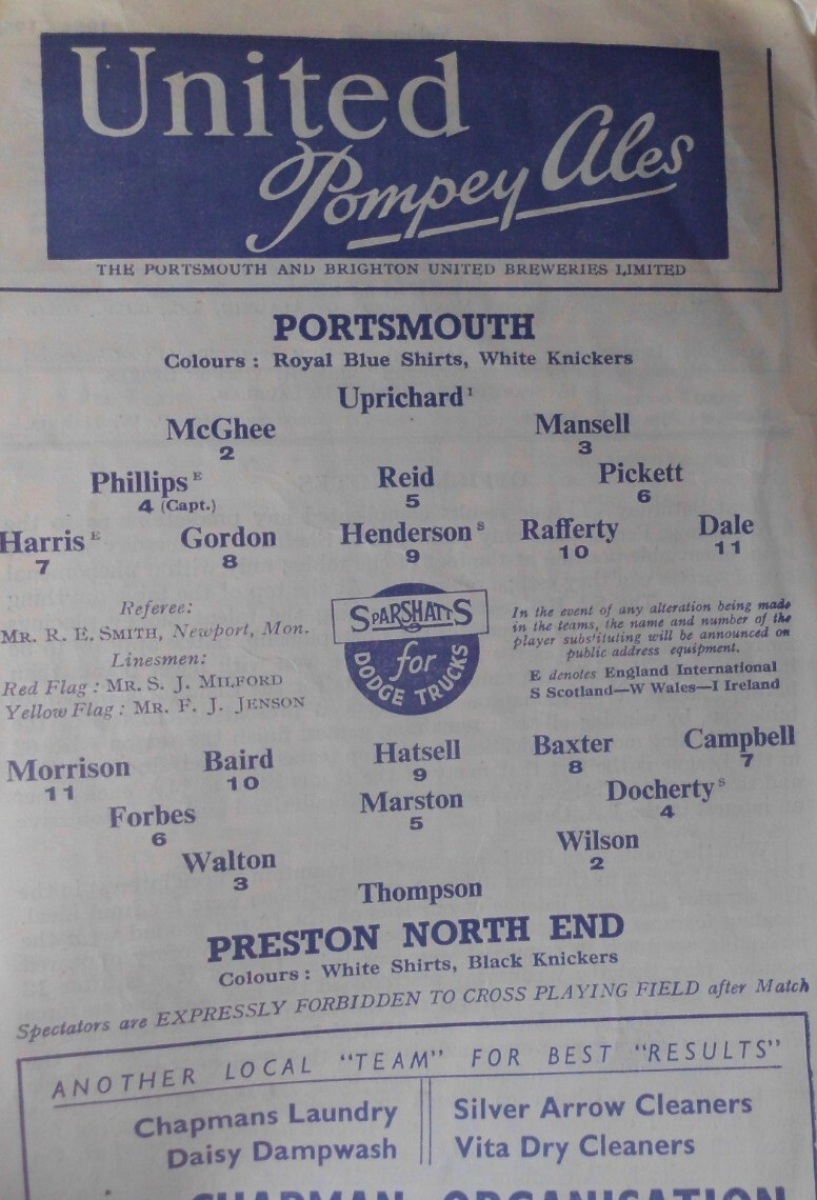 United
Pompey Ales
THE PORTSMOUTH AND BRIGHTON UNITED BREWERIES LIMITED
PORTSMOUTH
Colours : Royal Blue Shirts, White Knickers
Uprichard I
McGhee Mansell
2 3
Phillips E Reid Pickett
4 (Capt.) 5 6
Harris E Gordon Henderson S Rafferty Dale
7 8 9 10 11
Referee:
MR. R. E. SMITH, Newport, Mon.
Linesmen:
Red Flag : MR. S. J. MILFORD
Yellow Flag : MR. F. J. JENSON
SPARSHATTS
for
DODGE TRUCKS
In the event of any alteration being made
in the teams, the name and number of the
player substituting will be announced on
public address equipment.
E denotes England International
S Scotland—W Wales—I Ireland
Morrison Baird Hatsell Baxter Campbell
11 10 9 8 7
Forbes Marston Docherty S
6 5 4
Walton Wilson
3 2
Thompson
PRESTON NORTH END
Colours : White Shirts, Black Knickers
Spectators are EXPRESSLY FORBIDDEN TO CROSS PLAYING FIELD after Match
ANOTHER LOCAL "TEAM" FOR BEST "RESULTS"
Chapmans Laundry Silver Arrow Cleaners
Daisy Dampwash Vita Dry Cleaners
CHAPMAN ORGANISATION